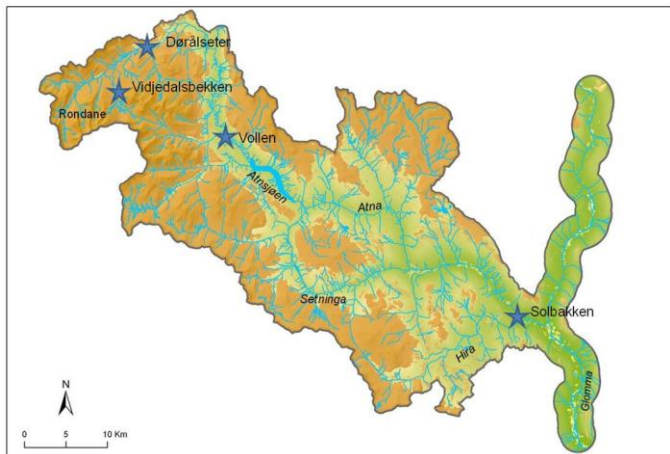 Dørålseter
Vidjedalsbekken
Rondane
Vollen
Atnsjøen
Atna
Setninga
Solbakken
Hira
Glomma
N
0 5 10 Km